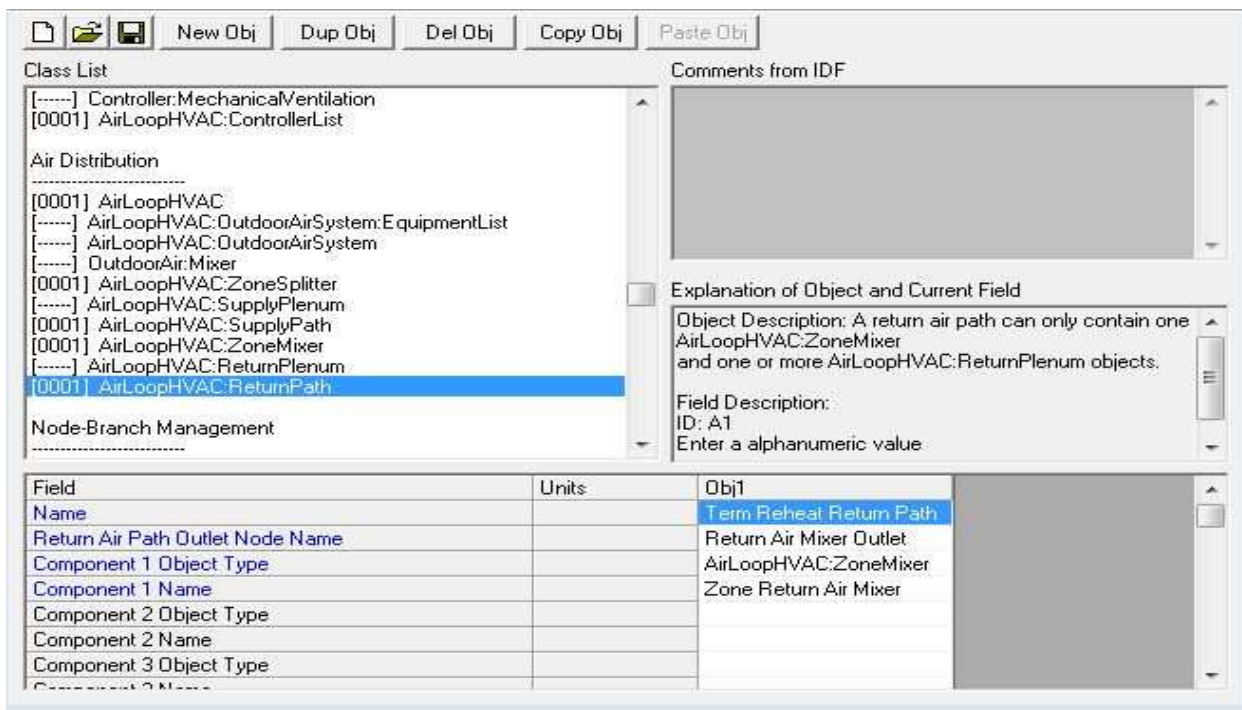 New Obj Dup Obj Del Obj Copy Obj Paste Obj
Class List
[------] Controller:MechanicalVentilation
[0001] AirLoopHVAC:ControllerList
Air Distribution
---------------------------
[0001] AirLoopHVAC
[------] AirLoopHVAC:OutdoorAirSystem:EquipmentList
[------] AirLoopHVAC:OutdoorAirSystem
[------] OutdoorAir:Mixer
[0001] AirLoopHVAC:ZoneSplitter
[------] AirLoopHVAC:SupplyPlenum
[0001] AirLoopHVAC:SupplyPath
[0001] AirLoopHVAC:ZoneMixer
[------] AirLoopHVAC:ReturnPlenum
[0001] AirLoopHVAC:ReturnPath
Node-Branch Management
---------------------------
Comments from IDF
Explanation of Object and Current Field
Object Description: A return air path can only contain one
AirLoopHVAC:ZoneMixer
and one or more AirLoopHVAC:ReturnPlenum objects.
Field Description:
ID: A1
Enter a alphanumeric value
Field Units Obj1
Name Term Reheat Return Path
Return Air Path Outlet Node Name Return Air Mixer Outlet
Component 1 Object Type AirLoopHVAC:ZoneMixer
Component 1 Name Zone Return Air Mixer
Component 2 Object Type
Component 2 Name
Component 3 Object Type